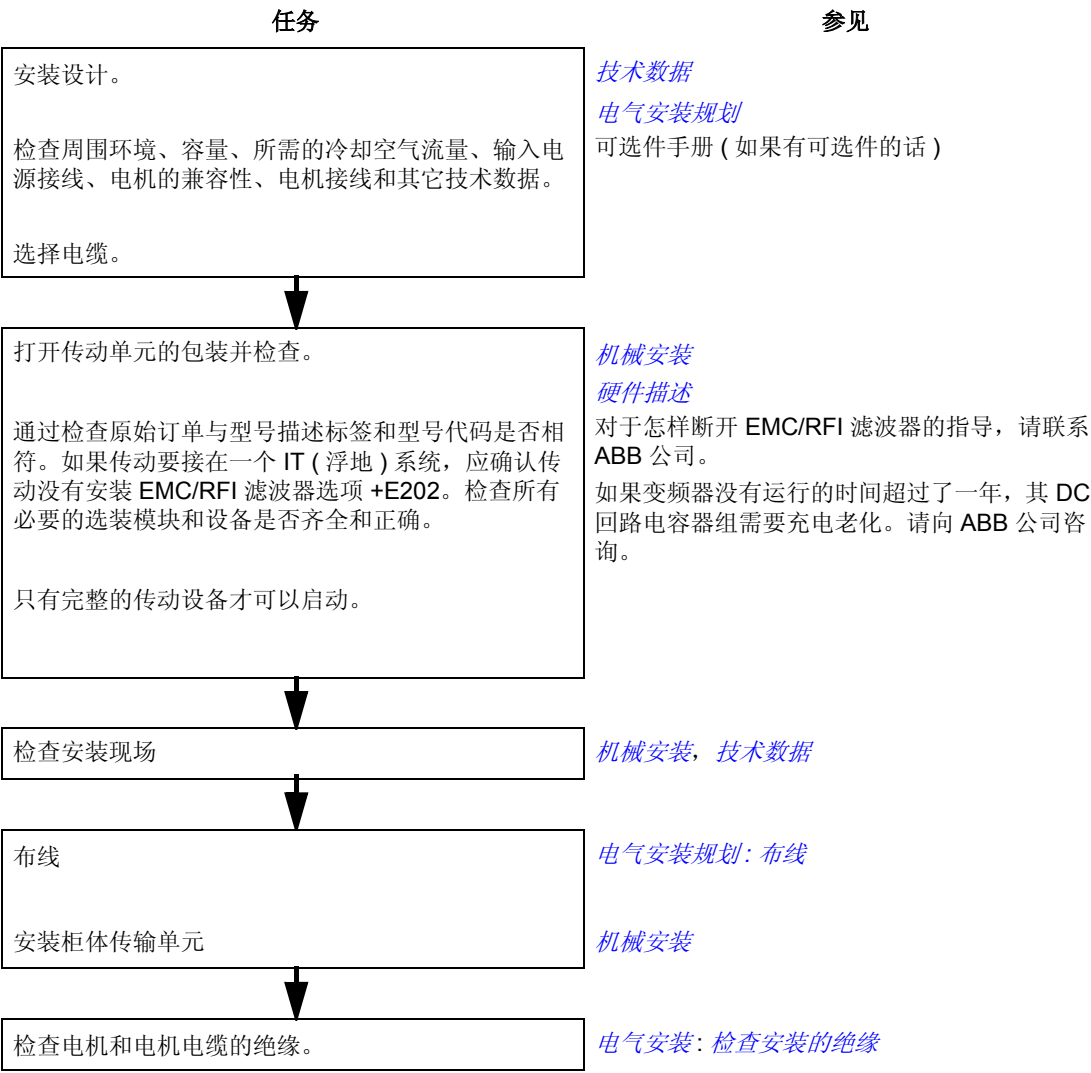 任务
参见
安装设计。
技术数据
电气安装规划
检查周围环境、容量、所需的冷却空气流量、输入电
源接线、电机的兼容性、电机接线和其它技术数据。
可选件手册 ( 如果有可选件的话 )
选择电缆。
打开传动单元的包装并检查。
机械安装
硬件描述
通过检查原始订单与型号描述标签和型号代码是否相
符。如果传动要接在一个 IT ( 浮地 ) 系统，应确认传
动没有安装 EMC/RFI 滤波器选项 +E202。检查所有
必要的选装模块和设备是否齐全和正确。
对于怎样断开 EMC/RFI 滤波器的指导，请联系
ABB 公司。
如果变频器没有运行的时间超过了一年，其 DC
回路电容器组需要充电老化。请向 ABB 公司咨
询。
只有完整的传动设备才可以启动。
检查安装现场
机械安装，技术数据
布线
电气安装规划 : 布线
安装柜体传输单元
机械安装
检查电机和电机电缆的绝缘。
电气安装 : 检查安装的绝缘